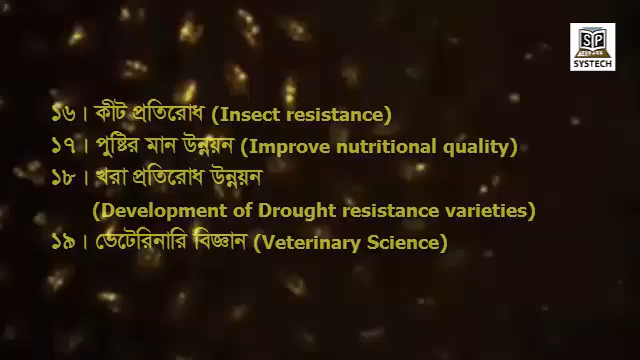 SP
SYSTECH
১৬। কীট প্রতিরোধ (Insect resistance)
১৭। পুষ্টির মান উন্নয়ন (Improve nutritional quality)
১৮। খরা প্রতিরোধ উন্নয়ন
(Development of Drought resistance varieties)
১৯। ভেটেরিনারি বিজ্ঞান (Veterinary Science)